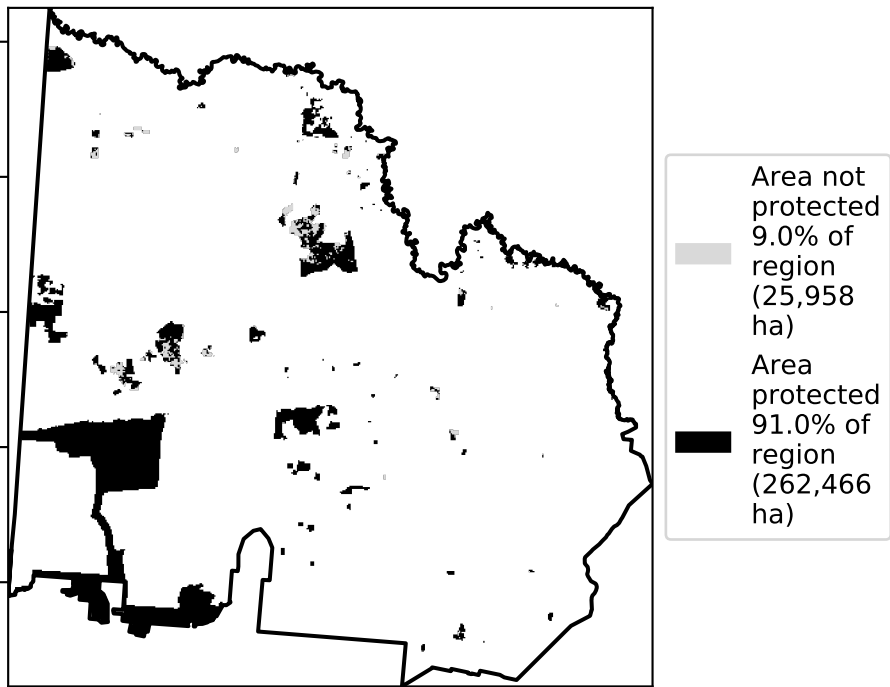 Area not
protected
9.0% of
region
(25,958
ha)
Area
protected
91.0% of
region
(262,466
ha)